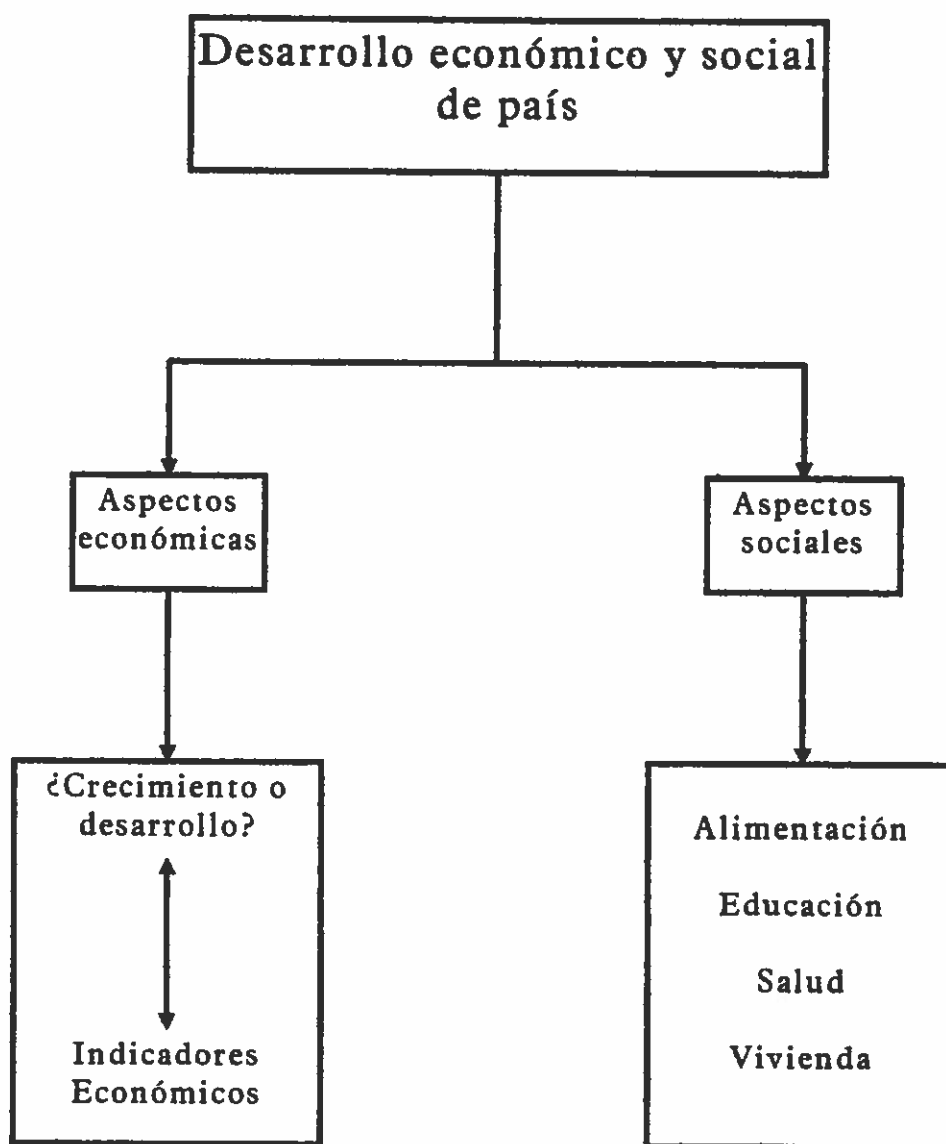 Desarrollo económico y social
de país
Aspectos
económicas
Aspectos
sociales
¿Crecimiento o
desarrollo?
Indicadores
Económicos
Alimentación
Educación
Salud
Vivienda